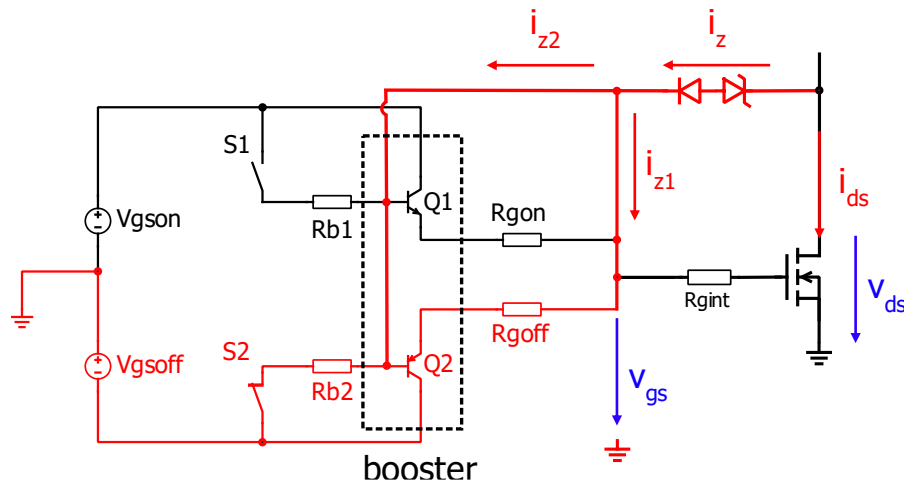 i_z2
i_z
S1
Q1
i_z1
Vgson
Rb1
Rgon
i_ds
Rgint
v_ds
S2
Vgsoff
Rb2
Q2
Rgoff
v_gs
booster